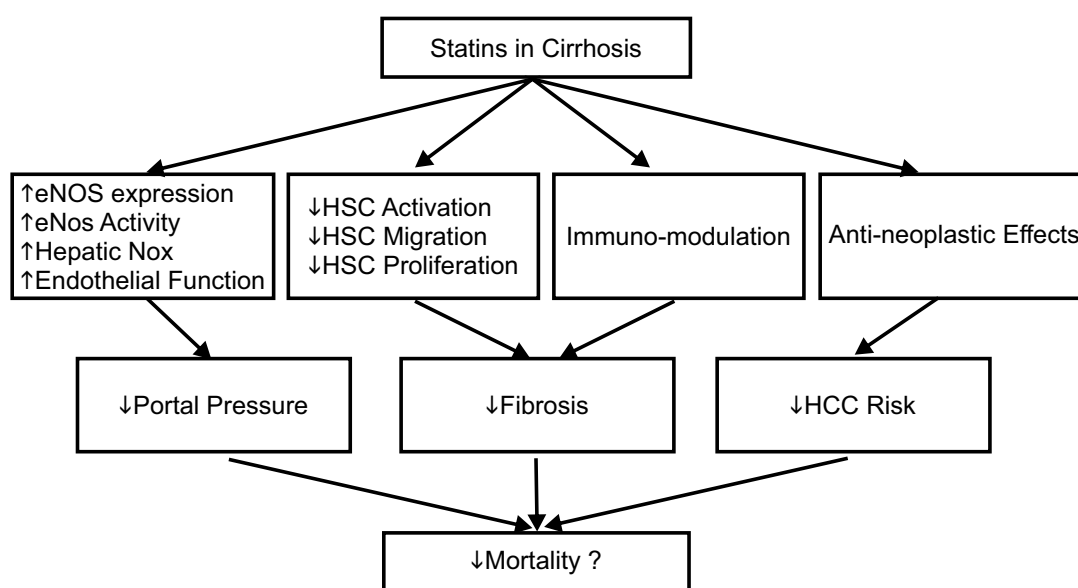 Statins in Cirrhosis
↑eNOS expression
↑eNos Activity
↑Hepatic Nox
↑Endothelial Function
↓HSC Activation
↓HSC Migration
↓HSC Proliferation
Immuno-modulation
Anti-neoplastic Effects
↓Portal Pressure
↓Fibrosis
↓HCC Risk
↓Mortality ?